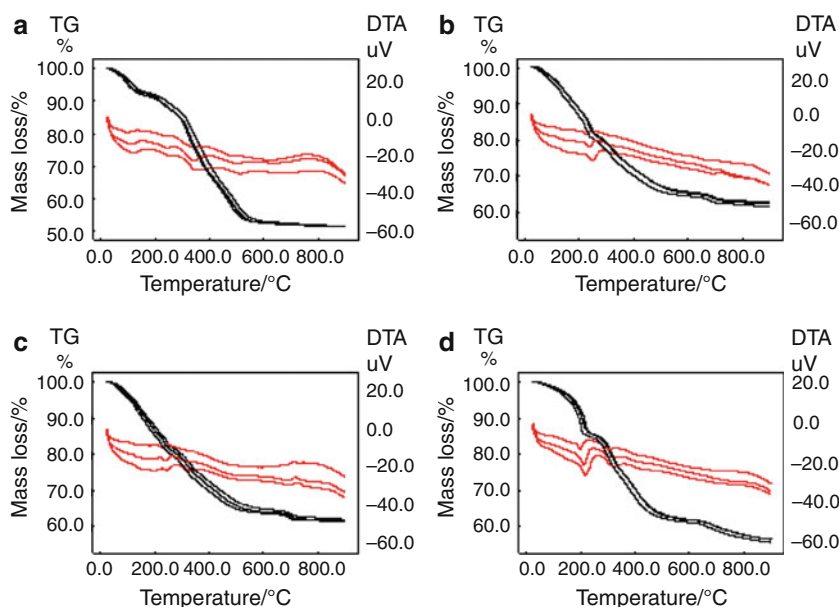 a TG % DTA uV
100.0 20.0
90.0 0.0
80.0 –20.0
70.0 –40.0
60.0 –60.0
50.0
Mass loss/%
0.0 200.0 400.0 600.0 800.0
Temperature/°C
b TG % DTA uV
100.0 20.0
90.0 0.0
80.0 –20.0
70.0 –40.0
60.0 –60.0
Mass loss/%
0.0 200.0 400.0 600.0 800.0
Temperature/°C
c TG % DTA uV
100.0 20.0
90.0 0.0
80.0 –20.0
70.0 –40.0
60.0 –60.0
Mass loss/%
0.0 200.0 400.0 600.0 800.0
Temperature/°C
d TG % DTA uV
100.0 20.0
90.0 0.0
80.0 –20.0
70.0 –40.0
60.0 –60.0
Mass loss/%
0.0 200.0 400.0 600.0 800.0
Temperature/°C